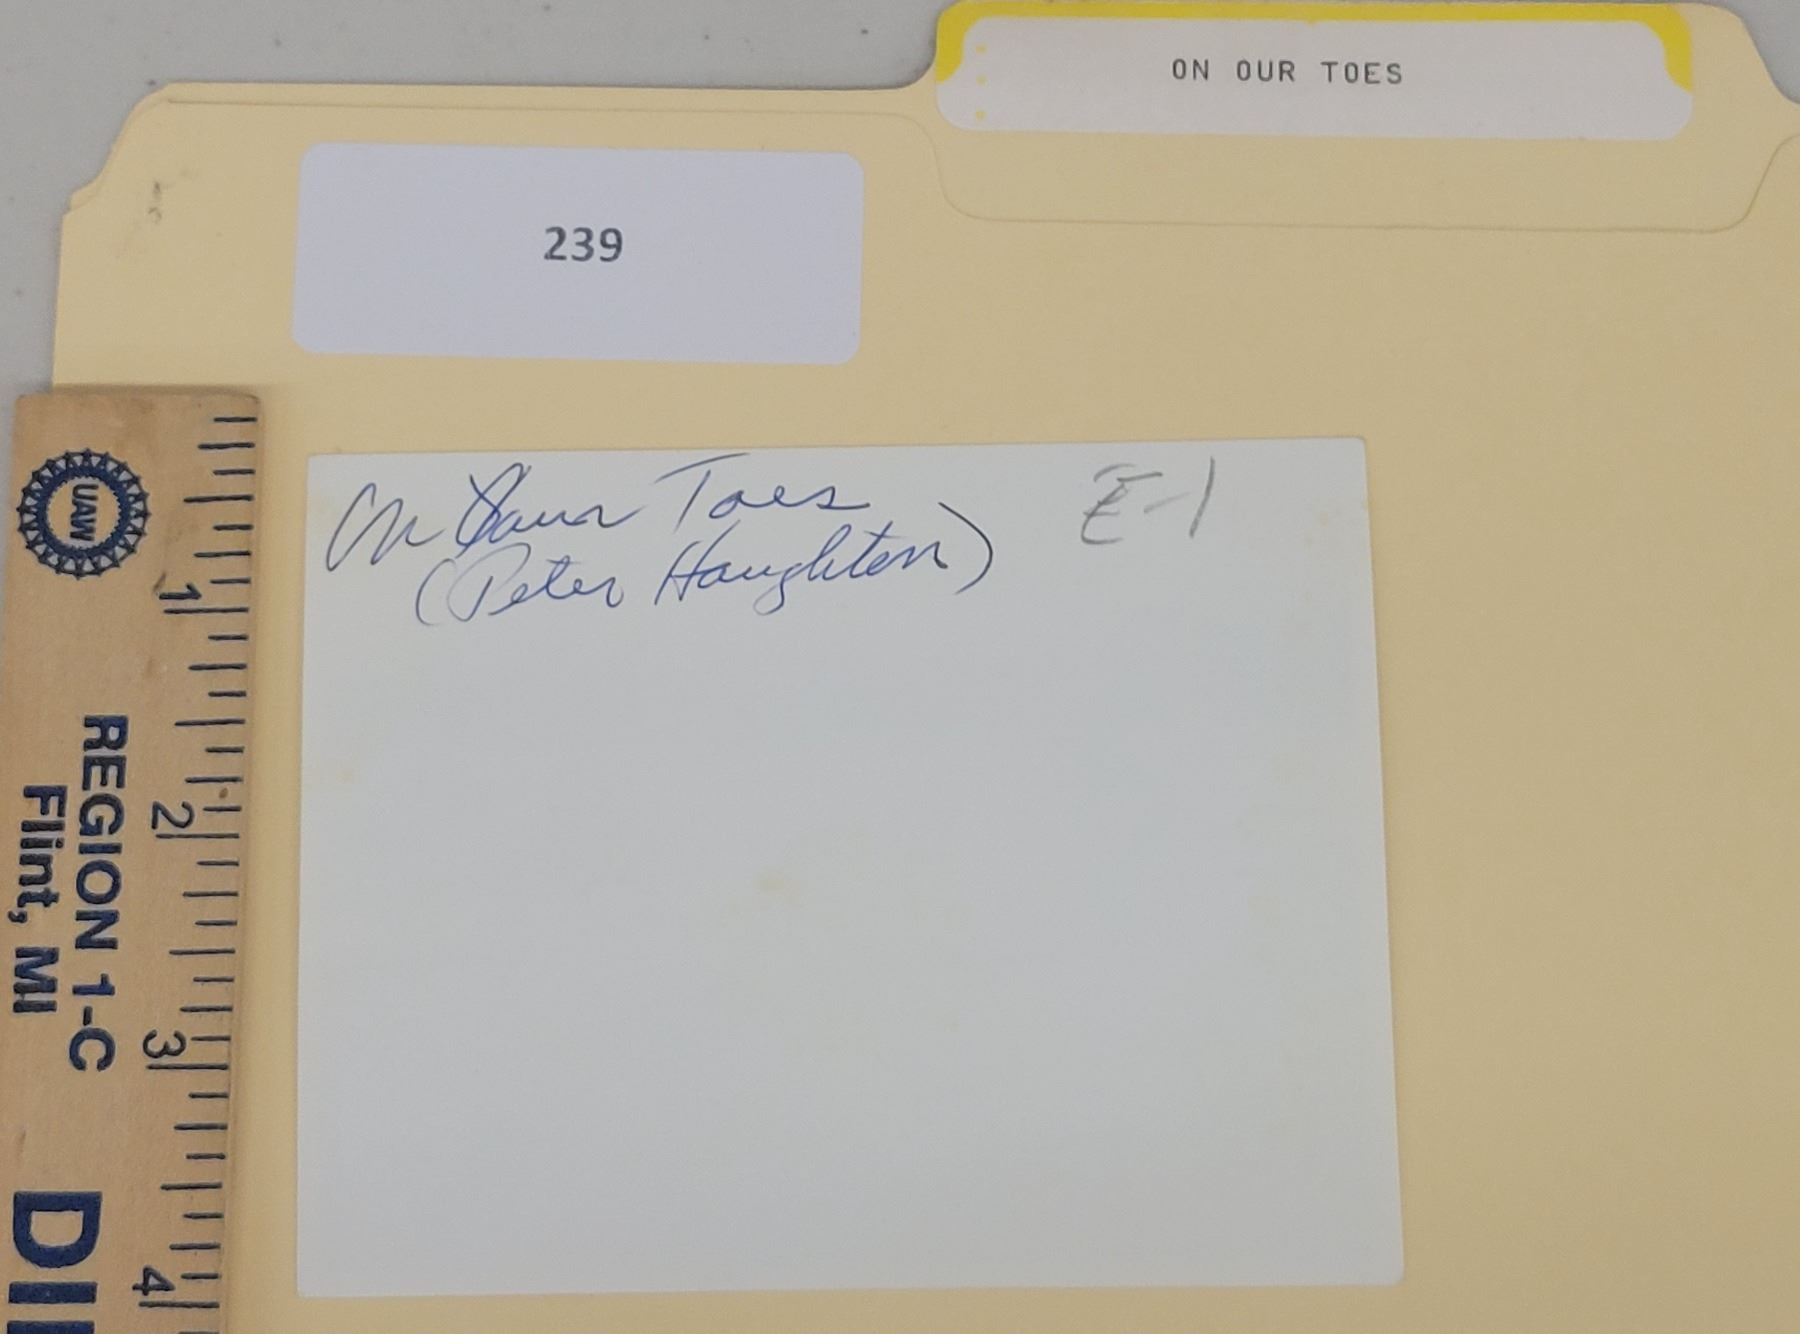 ON OUR TOES
239
On Our Toes E-1
(Peter Haughton)
UAW
REGION 1-C
Flint, MI
1
2
3
4